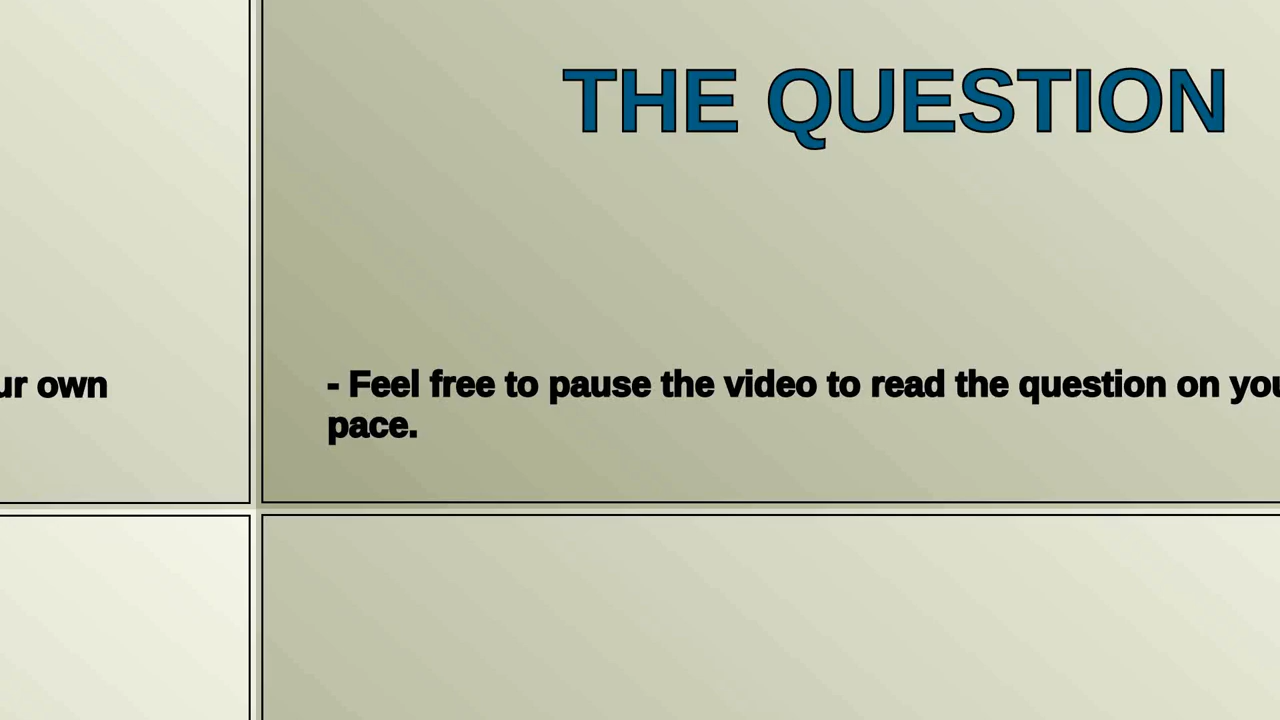 THE QUESTION
ur own
- Feel free to pause the video to read the question on you
pace.